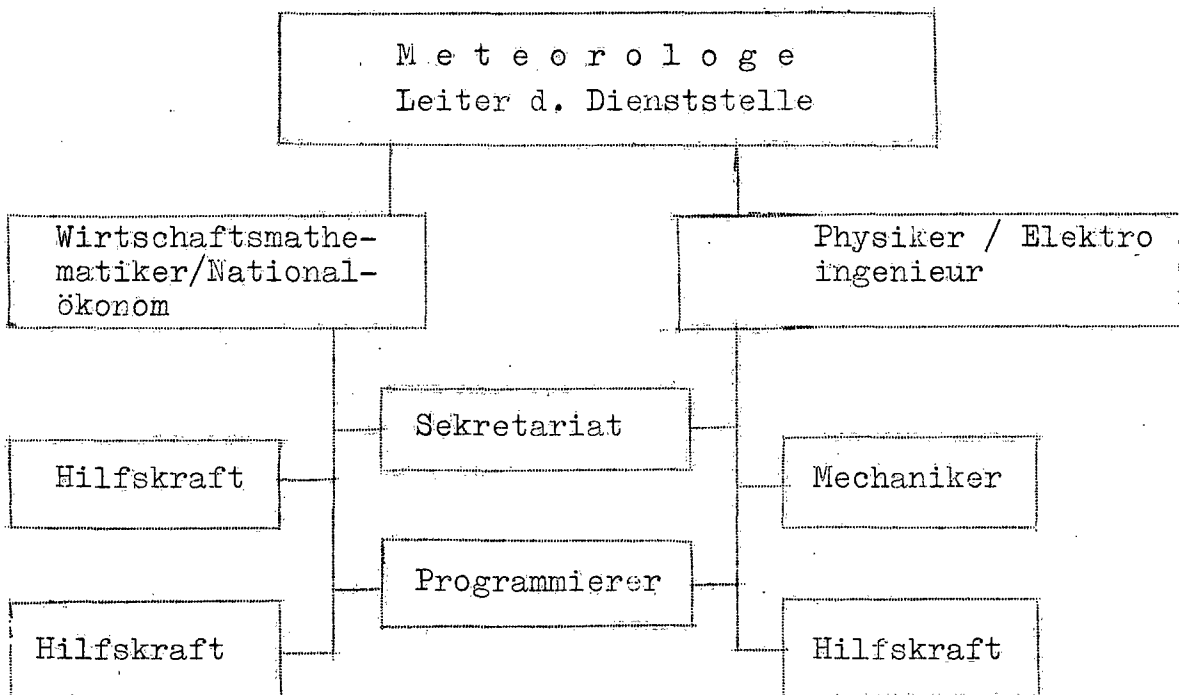 M e t e o r o l o g e
Leiter d. Dienststelle
Wirtschaftsmathe-
matiker/National-
ökonom
Physiker / Elektro
ingenieur
Sekretariat
Hilfskraft
Mechaniker
Programmierer
Hilfskraft
Hilfskraft